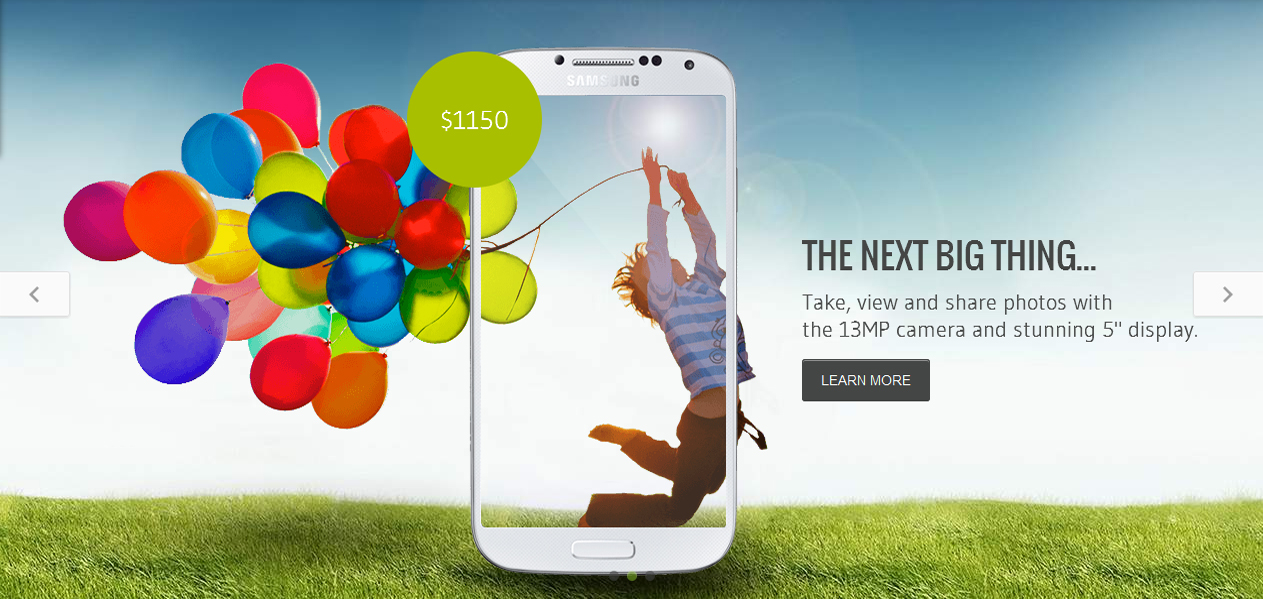 SAMSUNG
$1150
THE NEXT BIG THING...
Take, view and share photos with
the 13MP camera and stunning 5" display.
LEARN MORE